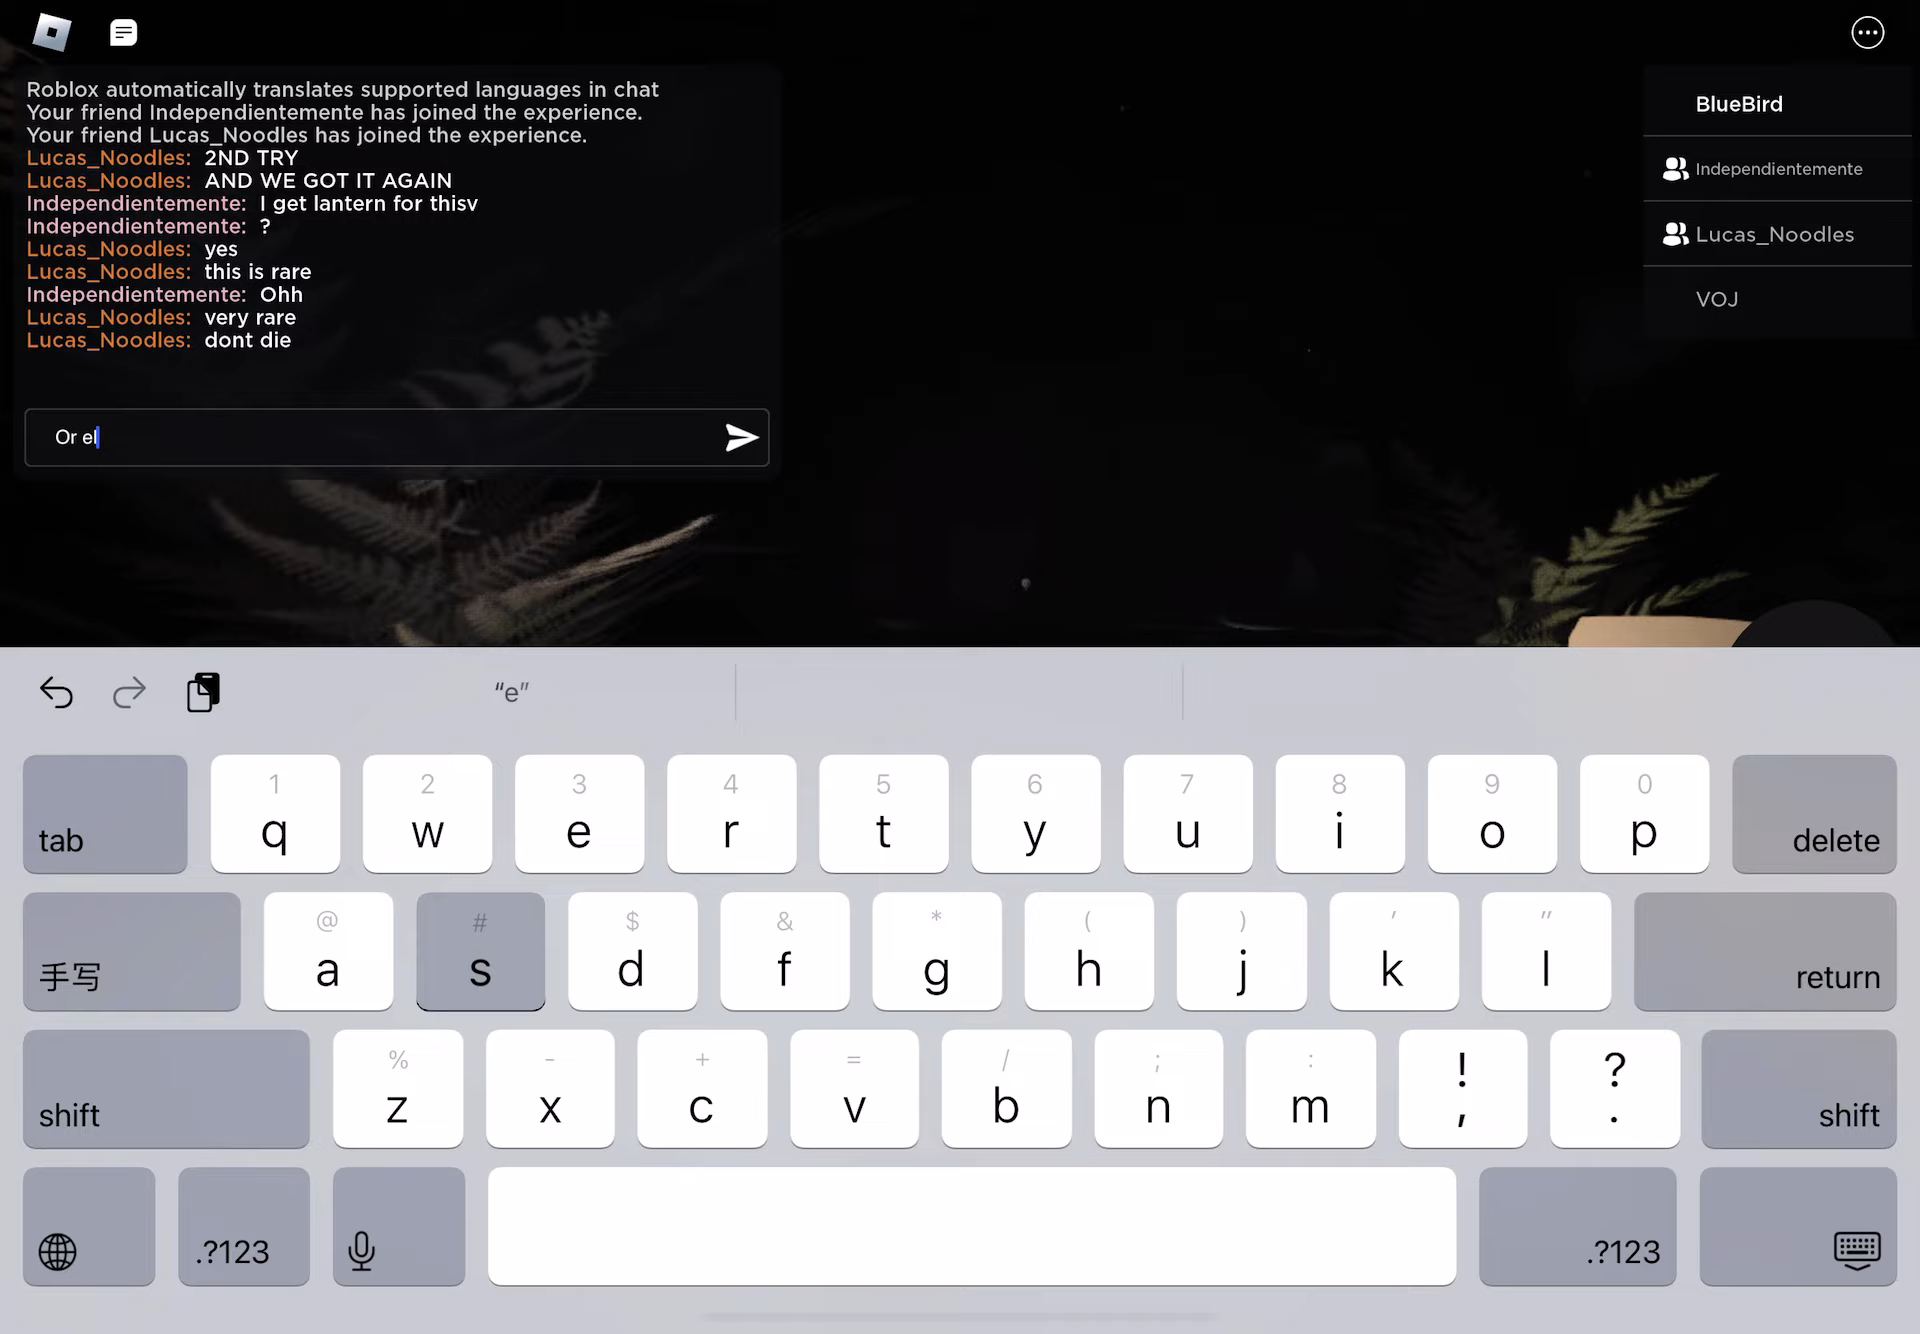 Roblox automatically translates supported languages in chat
Your friend Independientemente has joined the experience.
Your friend Lucas_Noodles has joined the experience.
Lucas_Noodles: 2ND TRY
Lucas_Noodles: AND WE GOT IT AGAIN
Independientemente: I get lantern for thisv
Independientemente: ?
Lucas_Noodles: yes
Lucas_Noodles: this is rare
Independientemente: Ohh
Lucas_Noodles: very rare
Lucas_Noodles: dont die
Or el
BlueBird
Independientemente
Lucas_Noodles
VOJ
“e”
1 2 3 4 5 6 7 8 9 0
tab q w e r t y u i o p delete
@ # $ & * ( ) ' "
手写 a s d f g h j k l return
% - + = / ; : ! ?
shift z x c v b n m , . shift
.?123 .?123